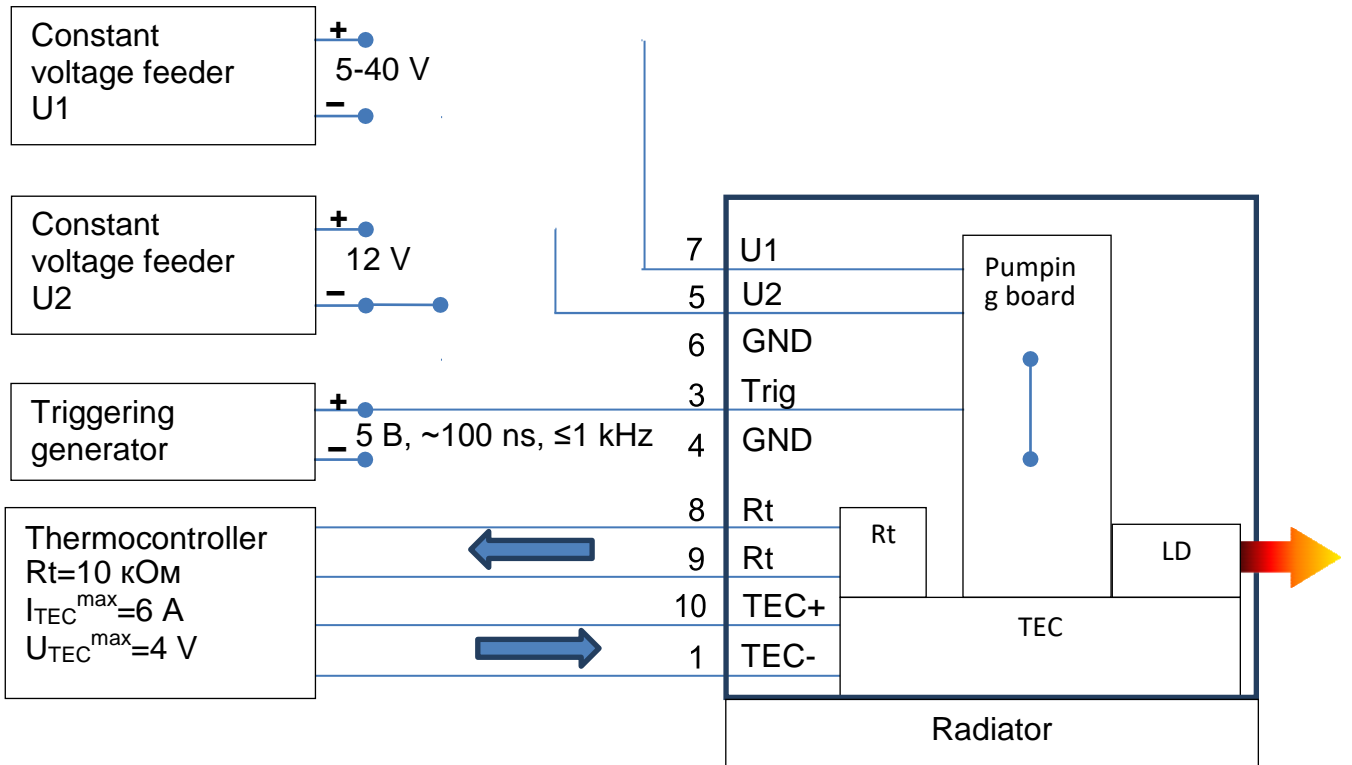 Constant
voltage feeder
U1
+
5-40 V
–
Constant
voltage feeder
U2
+
12 V
–
Triggering
generator
+
5 В, ~100 ns, ≤1 kHz
–
Thermocontroller
Rt=10 кОм
ITECmax=6 A
UTECmax=4 V
7 U1
5 U2
6 GND
3 Trig
4 GND
8 Rt
9 Rt
10 TEC+
1 TEC-
Pumpin
g board
Rt
LD
TEC
Radiator